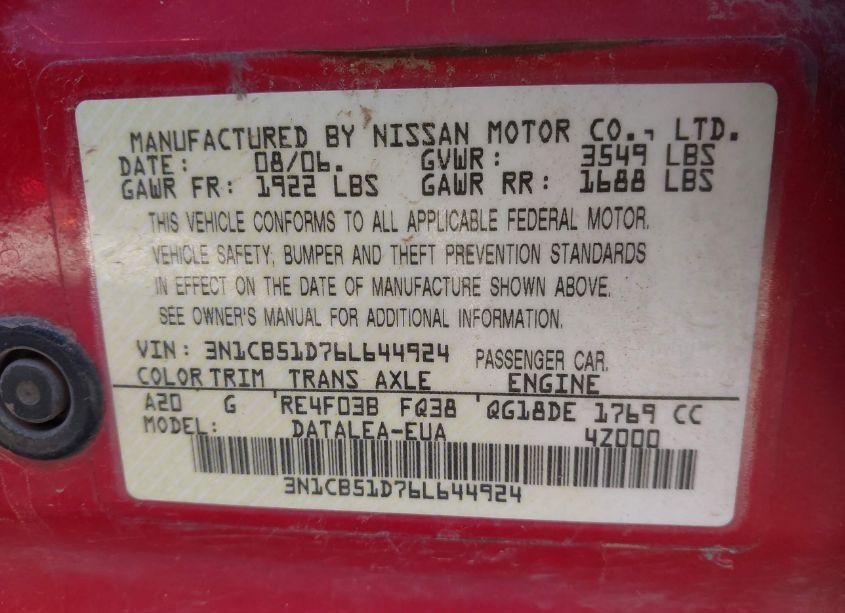 MANUFACTURED BY NISSAN MOTOR CO., LTD.
DATE: 08/06. GVWR: 3549 LBS
GAWR FR: 1922 LBS GAWR RR: 1688 LBS
THIS VEHICLE CONFORMS TO ALL APPLICABLE FEDERAL MOTOR.
VEHICLE SAFETY, BUMPER AND THEFT PREVENTION STANDARDS
IN EFFECT ON THE DATE OF MANUFACTURE SHOWN ABOVE.
SEE OWNER'S MANUAL FOR ADDITIONAL INFORMATION.
VIN: 3N1CB51D76L644924 PASSENGER CAR.
COLOR TRIM TRANS AXLE ENGINE
A20 G RE4F03B FQ38 QG18DE 1769 CC
MODEL: DATALEA-EUA 4Z000
3N1CB51D76L644924